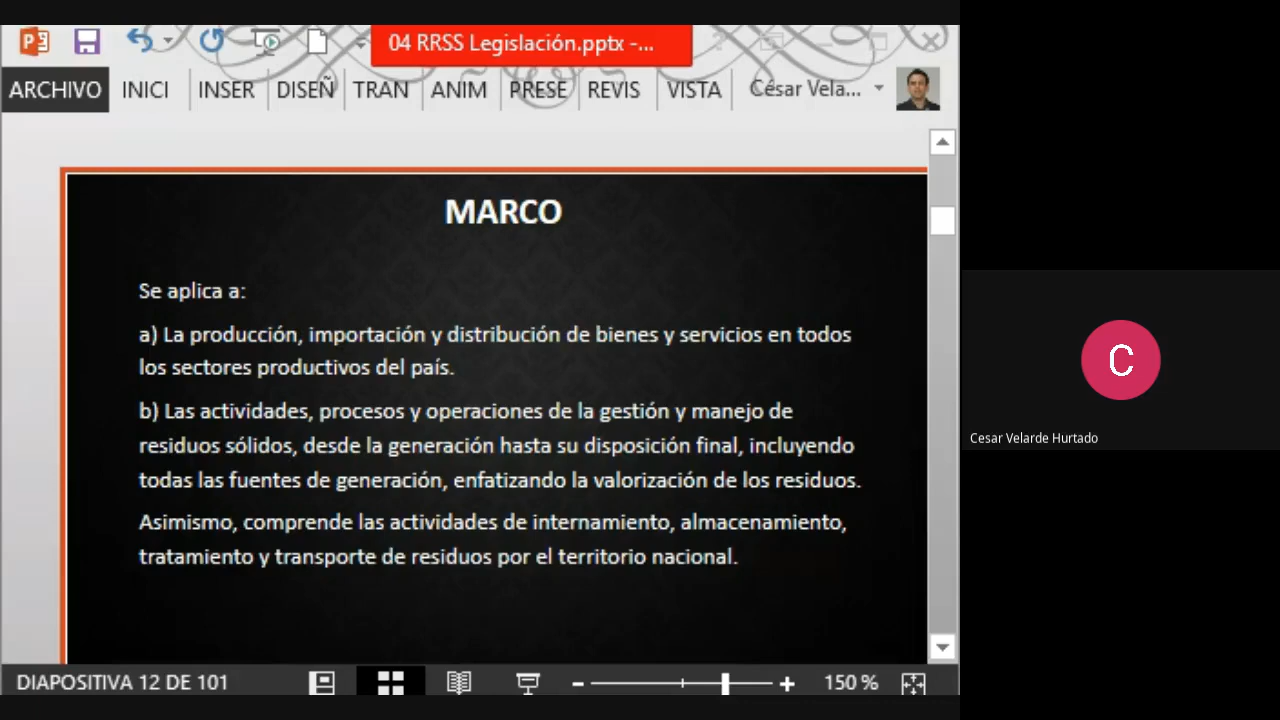 04 RRSS Legislación.pptx -...
ARCHIVO INICI INSER DISEÑ TRAN ANIM PRESE REVIS VISTA César Vela...
MARCO
Se aplica a:
a) La producción, importación y distribución de bienes y servicios en todos
los sectores productivos del país.
b) Las actividades, procesos y operaciones de la gestión y manejo de
residuos sólidos, desde la generación hasta su disposición final, incluyendo
todas las fuentes de generación, enfatizando la valorización de los residuos.
Asimismo, comprende las actividades de internamiento, almacenamiento,
tratamiento y transporte de residuos por el territorio nacional.
DIAPOSITIVA 12 DE 101
150 %
C
Cesar Velarde Hurtado